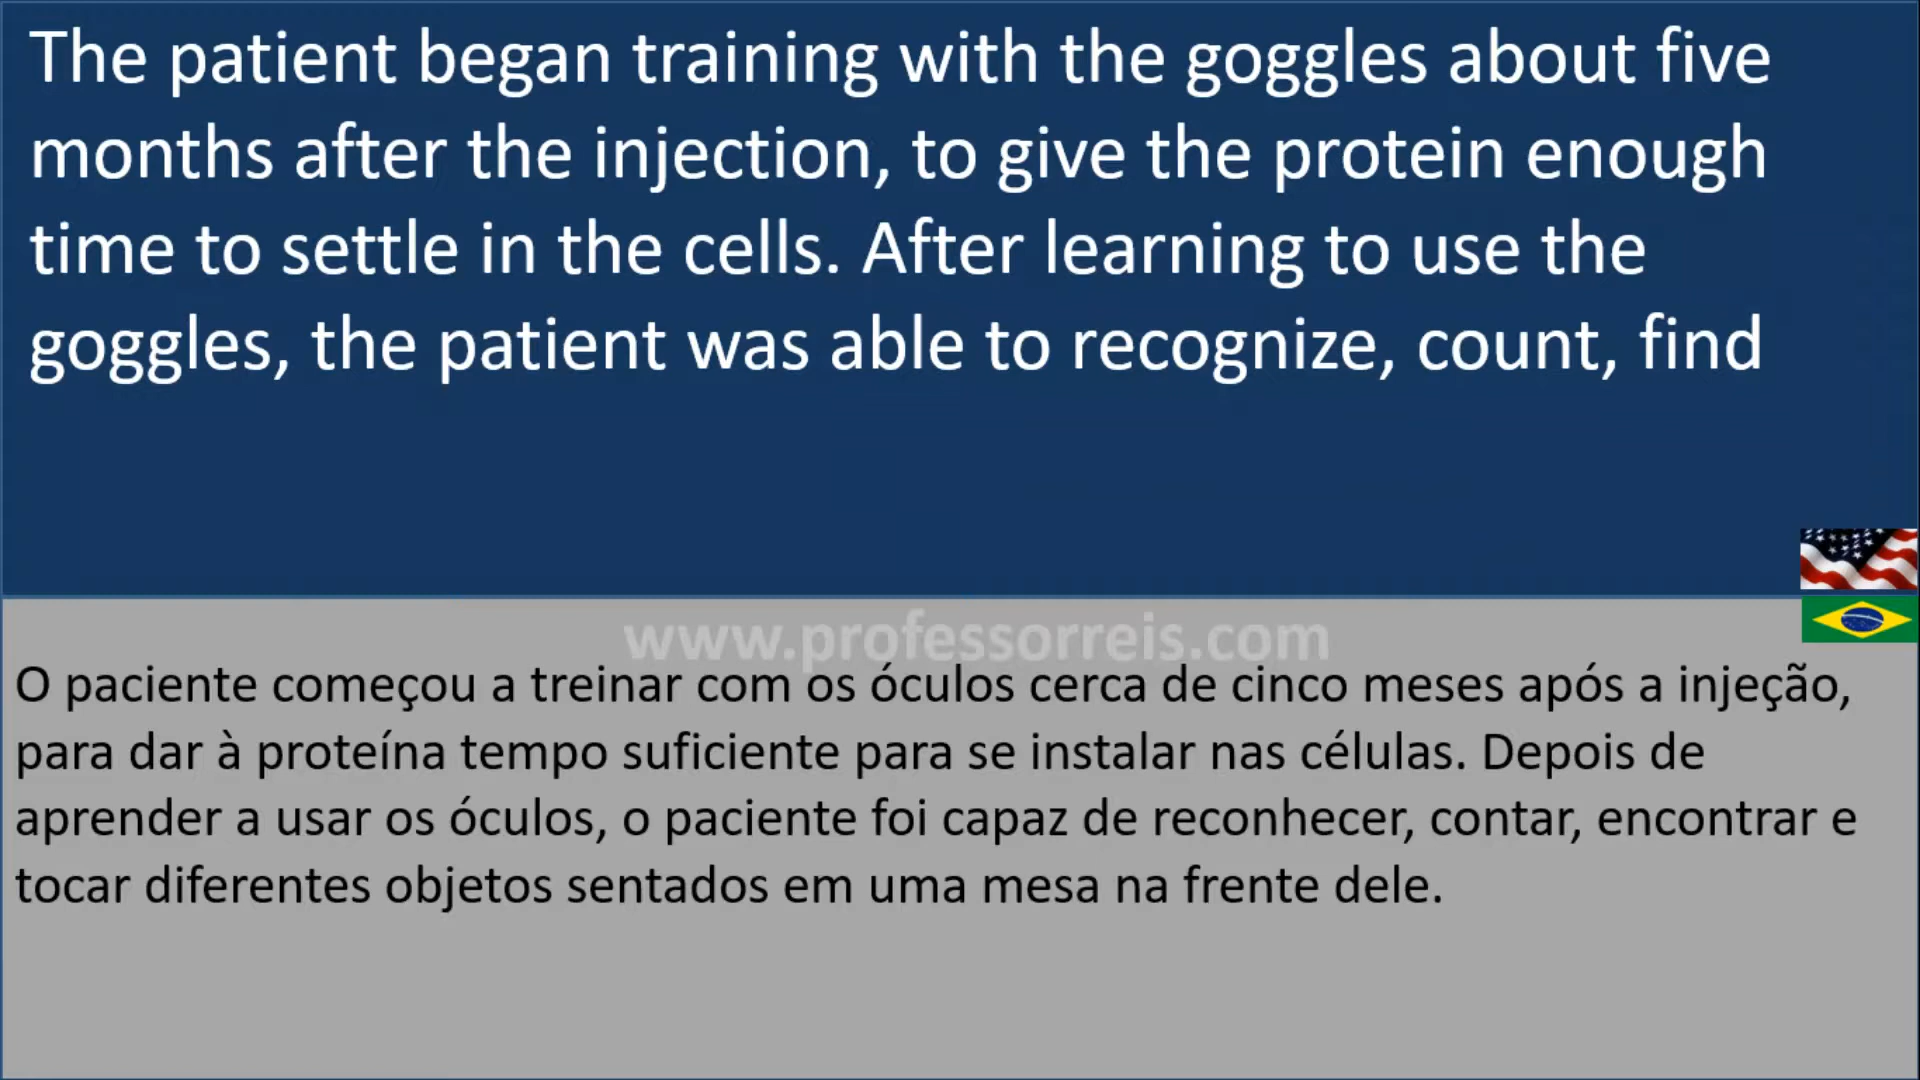 The patient began training with the goggles about five
months after the injection, to give the protein enough
time to settle in the cells. After learning to use the
goggles, the patient was able to recognize, count, find
www.professorreis.com
O paciente começou a treinar com os óculos cerca de cinco meses após a injeção,
para dar à proteína tempo suficiente para se instalar nas células. Depois de
aprender a usar os óculos, o paciente foi capaz de reconhecer, contar, encontrar e
tocar diferentes objetos sentados em uma mesa na frente dele.